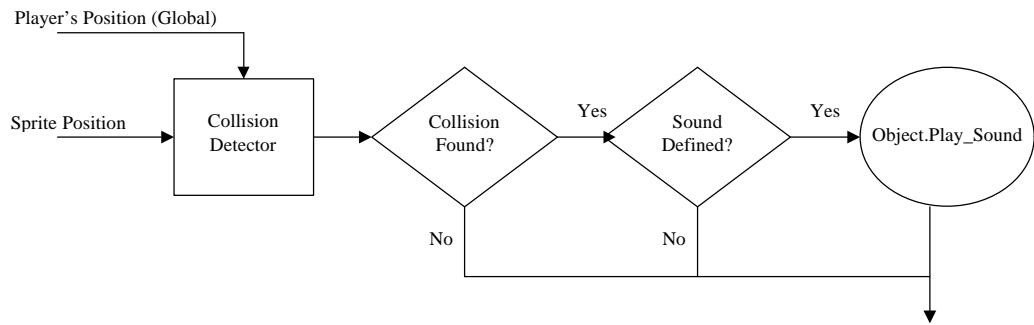 Player’s Position (Global)
Sprite Position
Collision
Detector
Collision
Found?
Yes
Sound
Defined?
Yes
Object.Play_Sound
No
No